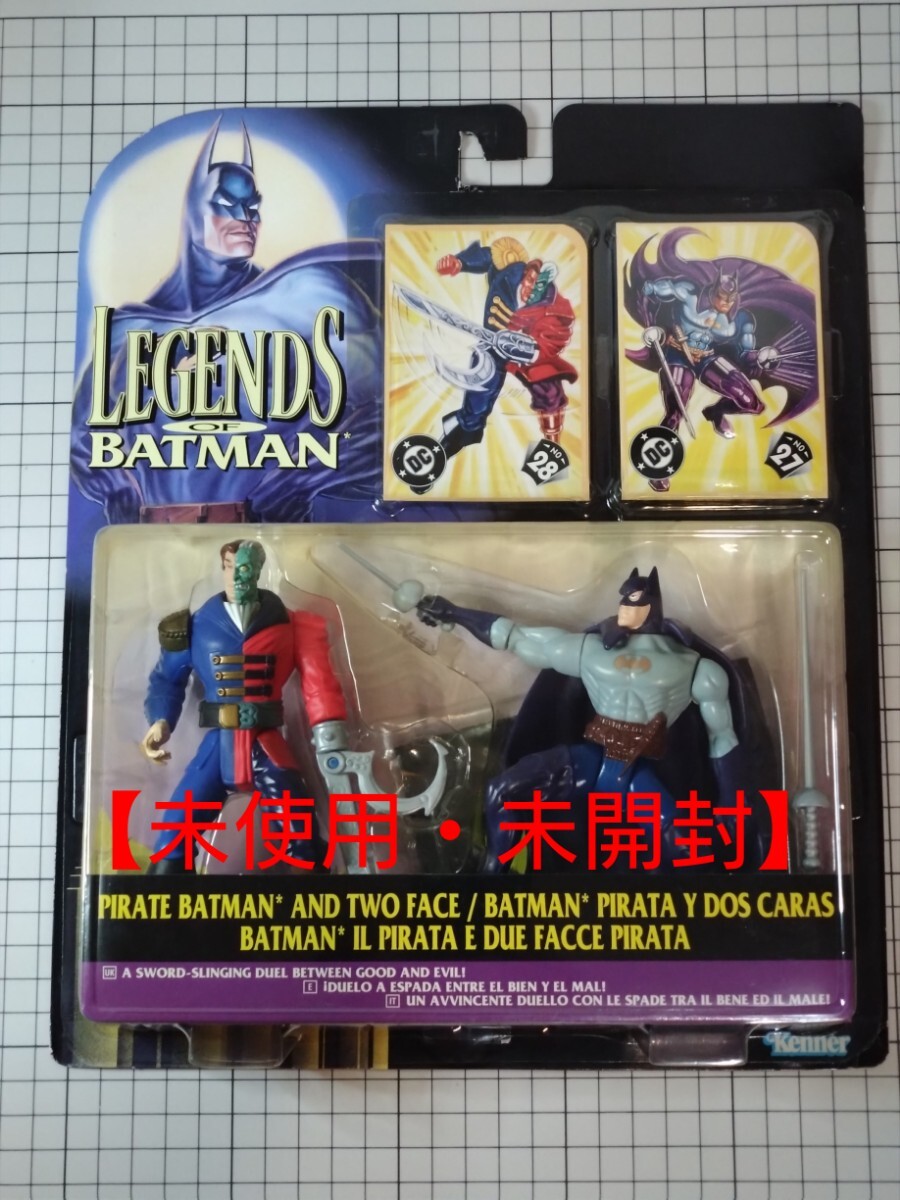 LEGENDS
OF
BATMAN*
DC
NO
28
DC
NO
27
【未使用・未開封】
PIRATE BATMAN* AND TWO FACE / BATMAN* PIRATA Y DOS CARAS
BATMAN* IL PIRATA E DUE FACCE PIRATA
UK A SWORD-SLINGING DUEL BETWEEN GOOD AND EVIL!
E ¡DUELO A ESPADA ENTRE EL BIEN Y EL MAL!
IT UN AVVINCENTE DUELLO CON LE SPADE TRA IL BENE ED IL MALE!
Kenner